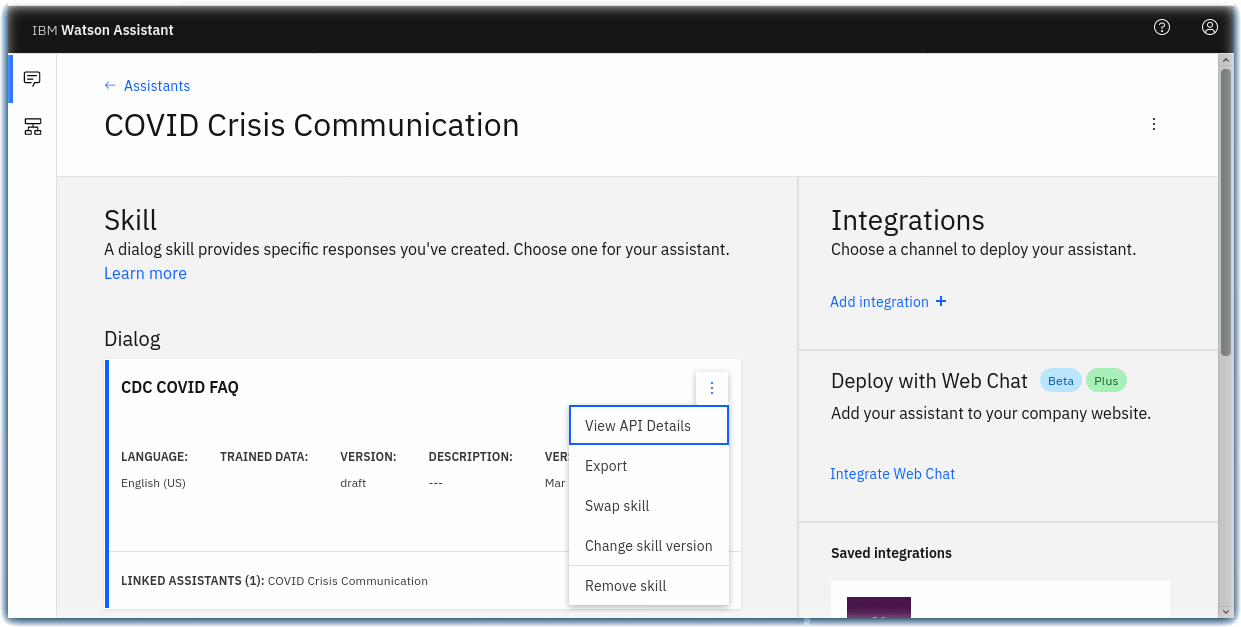 IBM Watson Assistant
← Assistants
COVID Crisis Communication
Skill
A dialog skill provides specific responses you've created. Choose one for your assistant.
Learn more
Dialog
CDC COVID FAQ
View API Details
Export
Swap skill
Change skill version
Remove skill
LANGUAGE: TRAINED DATA: VERSION: DESCRIPTION:
English (US) draft --- Mar
LINKED ASSISTANTS (1): COVID Crisis Communication
Integrations
Choose a channel to deploy your assistant.
Add integration +
Deploy with Web Chat Beta Plus
Add your assistant to your company website.
Integrate Web Chat
Saved integrations